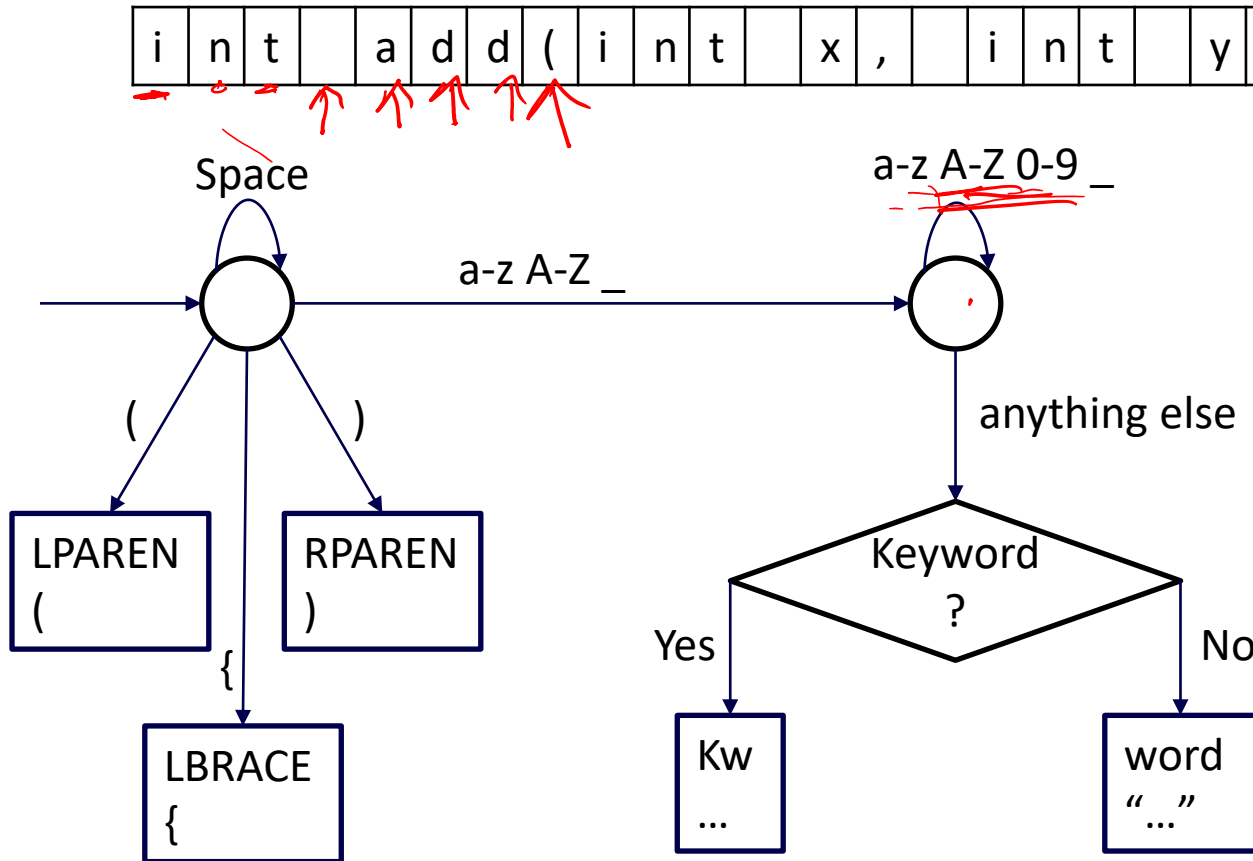 i n t a d d ( i n t x , i n t y
Space
a-z A-Z 0-9 _
a-z A-Z _
( )
anything else
LPAREN
(
RPAREN
)
Keyword
?
{
Yes
No
LBRACE
{
Kw
...
word
“...”